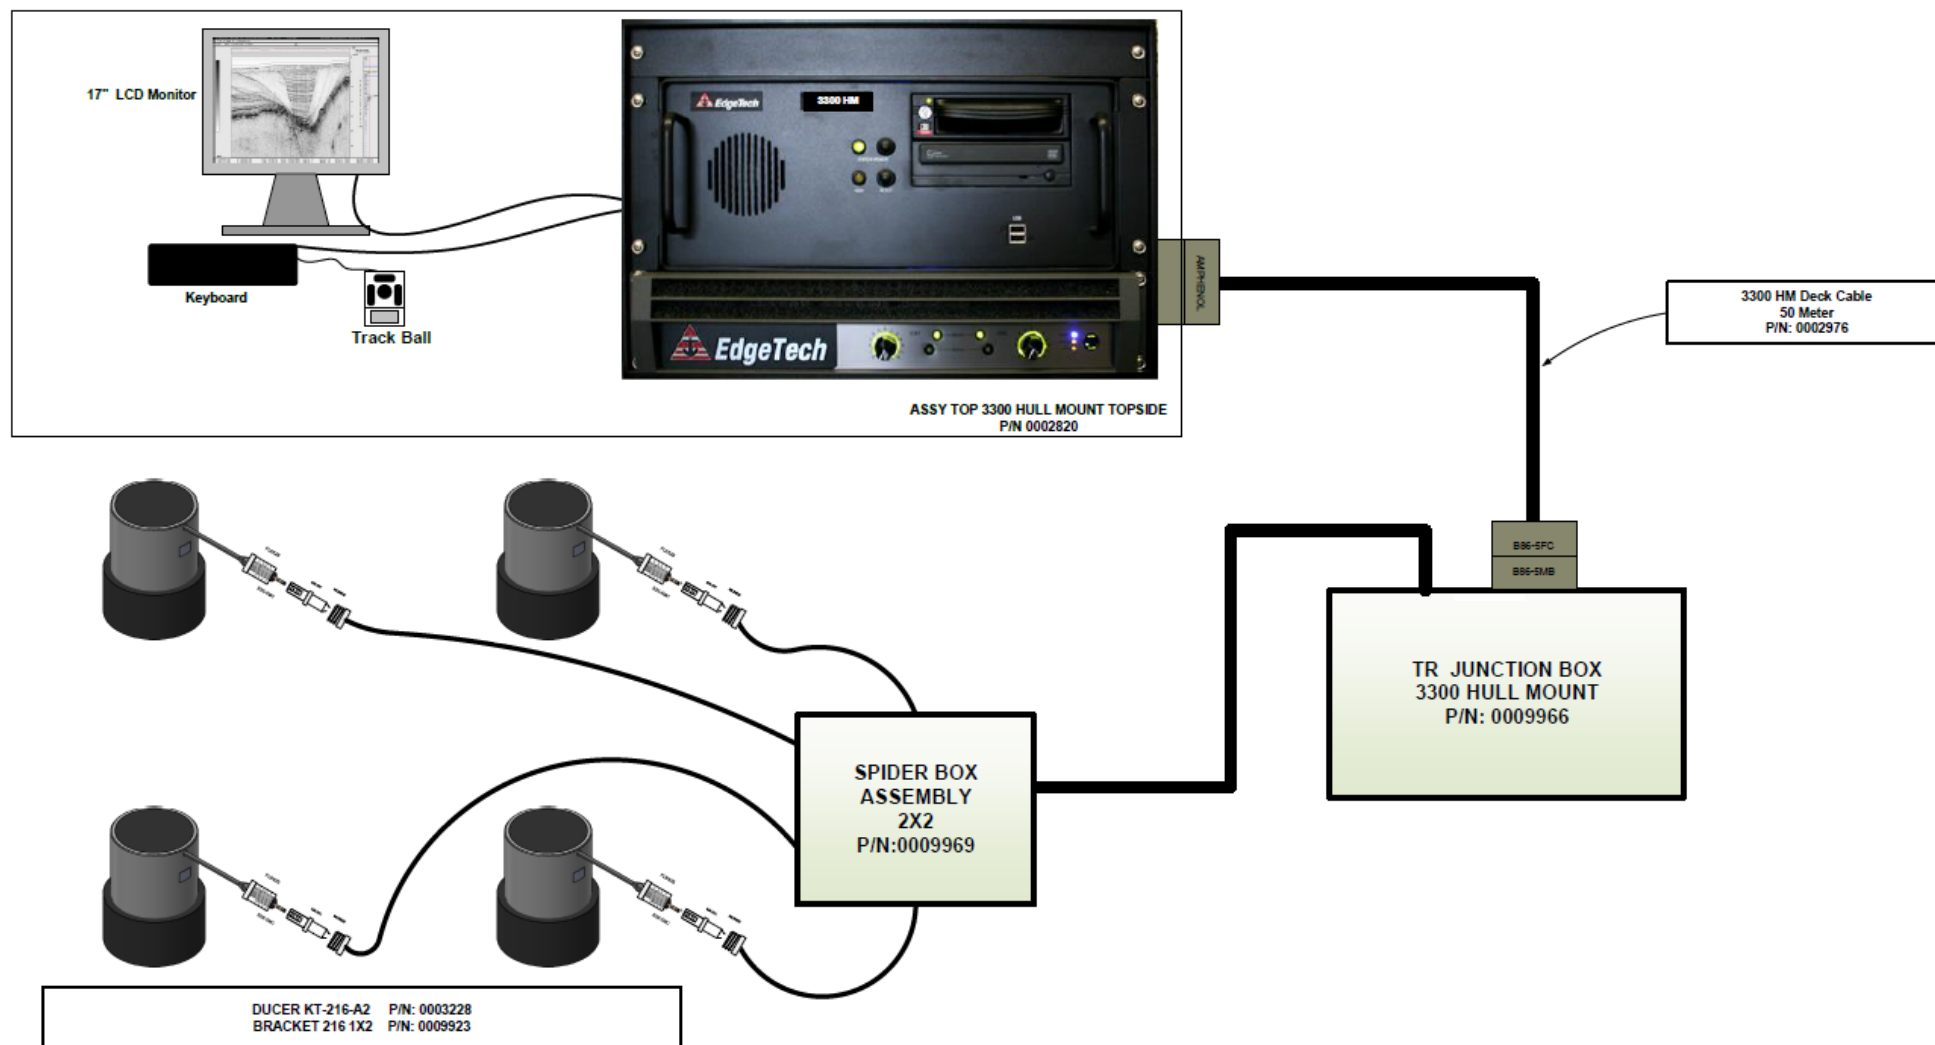 17" LCD Monitor
Keyboard
Track Ball
EdgeTech
3300 HM
USB
EdgeTech
AMPHENOL
ASSY TOP 3300 HULL MOUNT TOPSIDE
P/N 0002820
3300 HM Deck Cable
50 Meter
P/N: 0002976
B86-5FC
B86-5MB
TR JUNCTION BOX
3300 HULL MOUNT
P/N: 0009966
SPIDER BOX
ASSEMBLY
2X2
P/N:0009969
DUCER KT-216-A2 P/N: 0003228
BRACKET 216 1X2 P/N: 0009923